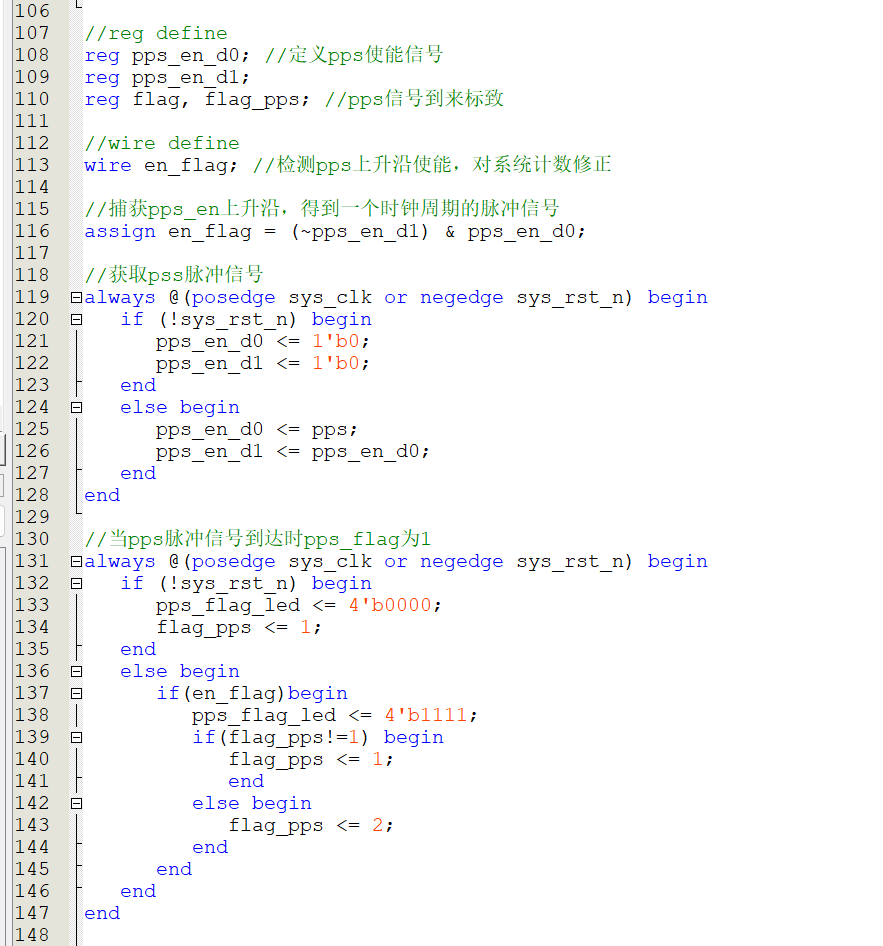 106
107 //reg define
108 reg pps_en_d0; //定义pps使能信号
109 reg pps_en_d1;
110 reg flag, flag_pps; //pps信号到来标致
111
112 //wire define
113 wire en_flag; //检测pps上升沿使能，对系统计数修正
114
115 //捕获pps_en上升沿，得到一个时钟周期的脉冲信号
116 assign en_flag = (~pps_en_d1) & pps_en_d0;
117
118 //获取pss脉冲信号
119 always @(posedge sys_clk or negedge sys_rst_n) begin
120 if (!sys_rst_n) begin
121 pps_en_d0 <= 1'b0;
122 pps_en_d1 <= 1'b0;
123 end
124 else begin
125 pps_en_d0 <= pps;
126 pps_en_d1 <= pps_en_d0;
127 end
128 end
129
130 //当pps脉冲信号到达时pps_flag为1
131 always @(posedge sys_clk or negedge sys_rst_n) begin
132 if (!sys_rst_n) begin
133 pps_flag_led <= 4'b0000;
134 flag_pps <= 1;
135 end
136 else begin
137 if(en_flag)begin
138 pps_flag_led <= 4'b1111;
139 if(flag_pps!=1) begin
140 flag_pps <= 1;
141 end
142 else begin
143 flag_pps <= 2;
144 end
145 end
146 end
147 end
148